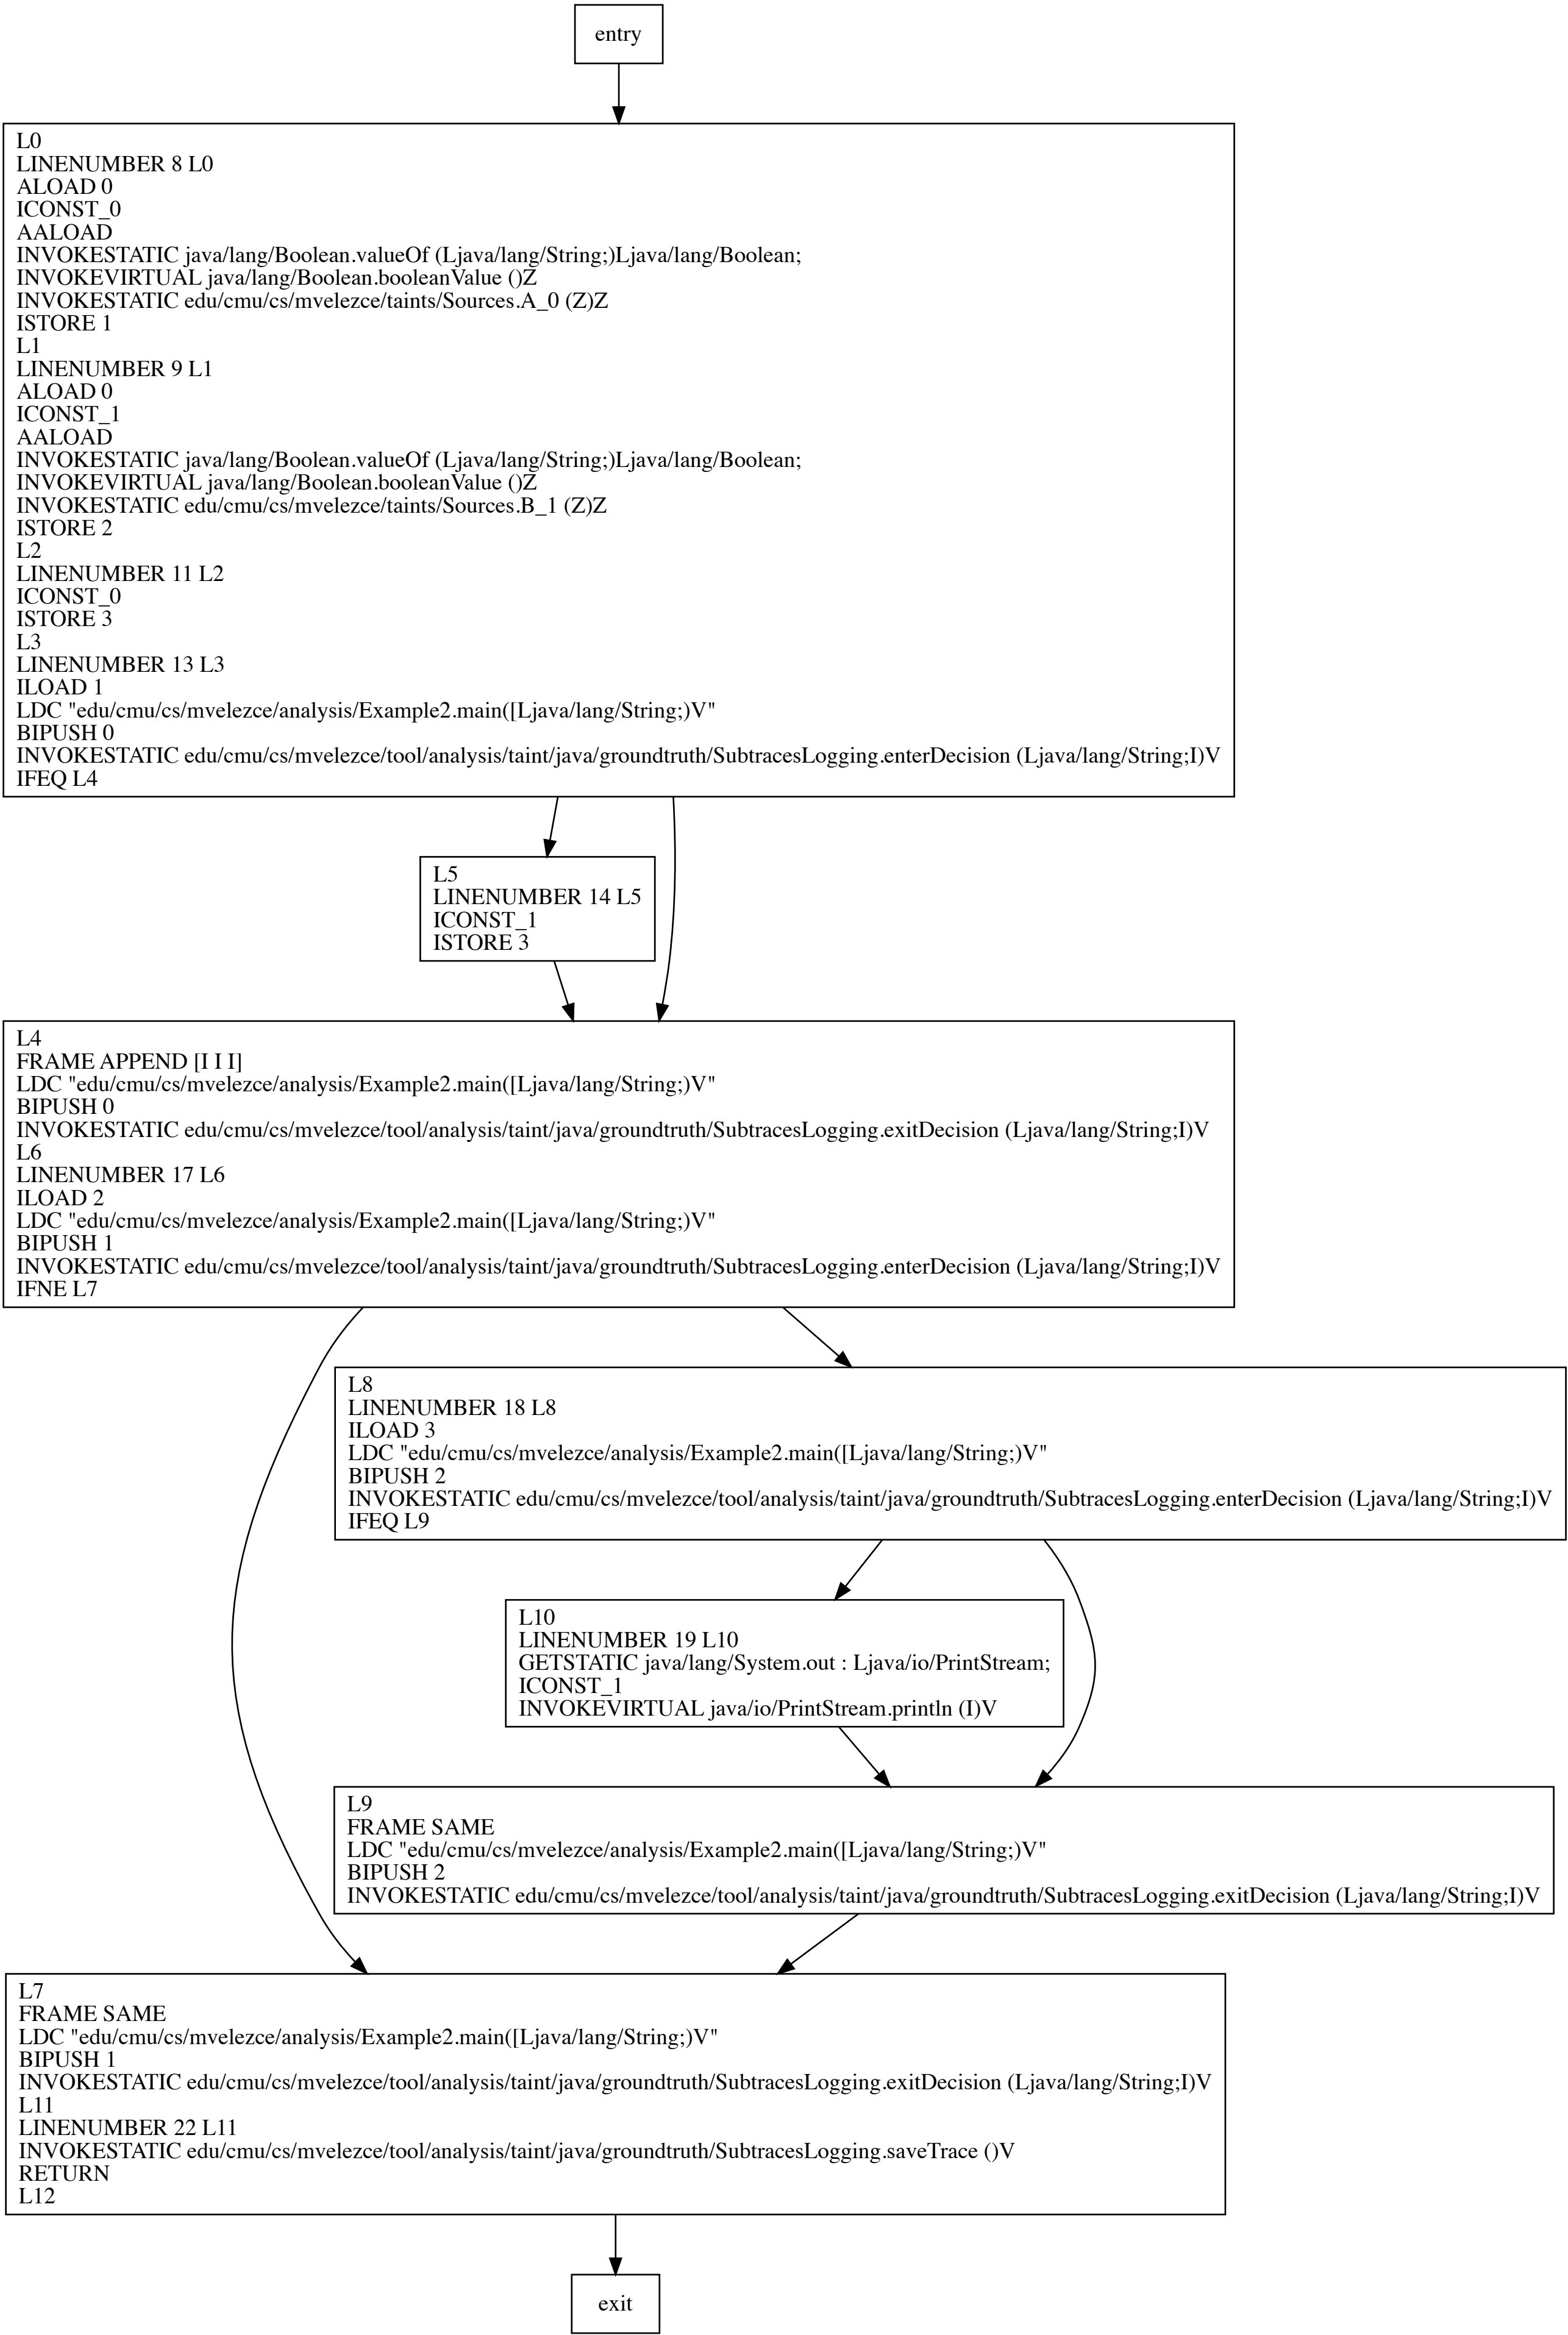 entry
L0
LINENUMBER 8 L0
ALOAD 0
ICONST_0
AALOAD
INVOKESTATIC java/lang/Boolean.valueOf (Ljava/lang/String;)Ljava/lang/Boolean;
INVOKEVIRTUAL java/lang/Boolean.booleanValue ()Z
INVOKESTATIC edu/cmu/cs/mvelezce/taints/Sources.A_0 (Z)Z
ISTORE 1
L1
LINENUMBER 9 L1
ALOAD 0
ICONST_1
AALOAD
INVOKESTATIC java/lang/Boolean.valueOf (Ljava/lang/String;)Ljava/lang/Boolean;
INVOKEVIRTUAL java/lang/Boolean.booleanValue ()Z
INVOKESTATIC edu/cmu/cs/mvelezce/taints/Sources.B_1 (Z)Z
ISTORE 2
L2
LINENUMBER 11 L2
ICONST_0
ISTORE 3
L3
LINENUMBER 13 L3
ILOAD 1
LDC "edu/cmu/cs/mvelezce/analysis/Example2.main([Ljava/lang/String;)V"
BIPUSH 0
INVOKESTATIC edu/cmu/cs/mvelezce/tool/analysis/taint/java/groundtruth/SubtracesLogging.enterDecision (Ljava/lang/String;I)V
IFEQ L4
L5
LINENUMBER 14 L5
ICONST_1
ISTORE 3
L4
FRAME APPEND [I I I]
LDC "edu/cmu/cs/mvelezce/analysis/Example2.main([Ljava/lang/String;)V"
BIPUSH 0
INVOKESTATIC edu/cmu/cs/mvelezce/tool/analysis/taint/java/groundtruth/SubtracesLogging.exitDecision (Ljava/lang/String;I)V
L6
LINENUMBER 17 L6
ILOAD 2
LDC "edu/cmu/cs/mvelezce/analysis/Example2.main([Ljava/lang/String;)V"
BIPUSH 1
INVOKESTATIC edu/cmu/cs/mvelezce/tool/analysis/taint/java/groundtruth/SubtracesLogging.enterDecision (Ljava/lang/String;I)V
IFNE L7
L8
LINENUMBER 18 L8
ILOAD 3
LDC "edu/cmu/cs/mvelezce/analysis/Example2.main([Ljava/lang/String;)V"
BIPUSH 2
INVOKESTATIC edu/cmu/cs/mvelezce/tool/analysis/taint/java/groundtruth/SubtracesLogging.enterDecision (Ljava/lang/String;I)V
IFEQ L9
L10
LINENUMBER 19 L10
GETSTATIC java/lang/System.out : Ljava/io/PrintStream;
ICONST_1
INVOKEVIRTUAL java/io/PrintStream.println (I)V
L9
FRAME SAME
LDC "edu/cmu/cs/mvelezce/analysis/Example2.main([Ljava/lang/String;)V"
BIPUSH 2
INVOKESTATIC edu/cmu/cs/mvelezce/tool/analysis/taint/java/groundtruth/SubtracesLogging.exitDecision (Ljava/lang/String;I)V
L7
FRAME SAME
LDC "edu/cmu/cs/mvelezce/analysis/Example2.main([Ljava/lang/String;)V"
BIPUSH 1
INVOKESTATIC edu/cmu/cs/mvelezce/tool/analysis/taint/java/groundtruth/SubtracesLogging.exitDecision (Ljava/lang/String;I)V
L11
LINENUMBER 22 L11
INVOKESTATIC edu/cmu/cs/mvelezce/tool/analysis/taint/java/groundtruth/SubtracesLogging.saveTrace ()V
RETURN
L12
exit